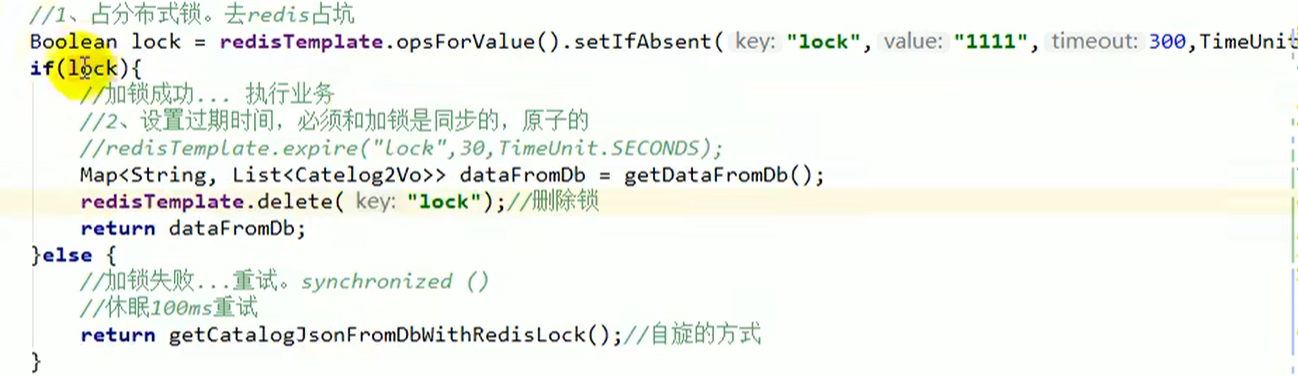 //1、占分布式锁。去redis占坑
Boolean lock = redisTemplate.opsForValue().setIfAbsent( key: "lock", value: "1111", timeout: 300,TimeUnit
if(lock){
//加锁成功... 执行业务
//2、设置过期时间，必须和加锁是同步的，原子的
//redisTemplate.expire("lock",30,TimeUnit.SECONDS);
Map<String, List<Catelog2Vo>> dataFromDb = getDataFromDb();
redisTemplate.delete( key: "lock");//删除锁
return dataFromDb;
}else {
//加锁失败...重试。synchronized ()
//休眠100ms重试
return getCatalogJsonFromDbWithRedisLock();//自旋的方式
}